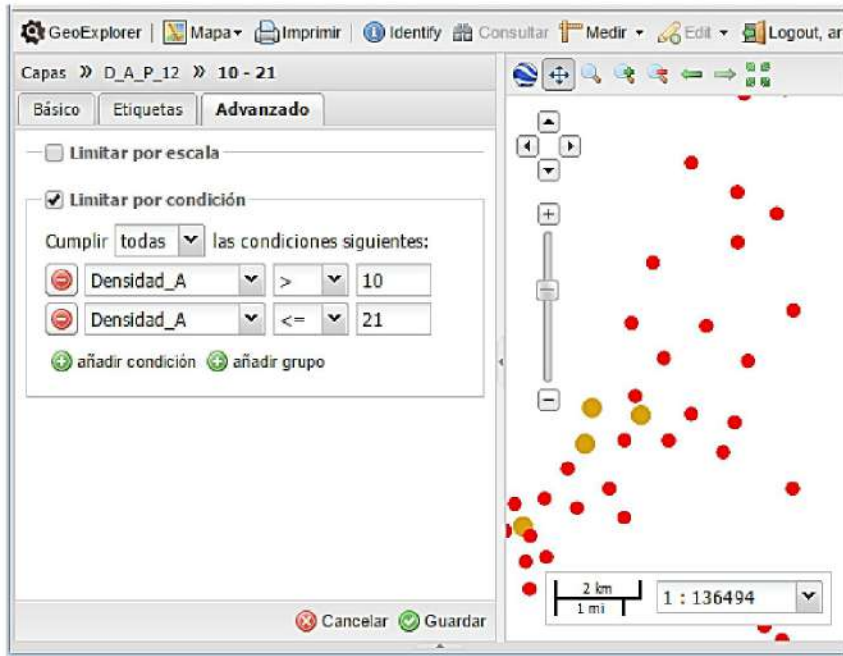 GeoExplorer | Mapa Imprimir | Identify Consultar Medir Edit Logout, ar
Capas » D_A_P_12 » 10 - 21
Básico Etiquetas Advanzado
Limitar por escala
Limitar por condición
Cumplir todas las condiciones siguientes:
Densidad_A > 10
Densidad_A <= 21
añadir condición añadir grupo
Cancelar Guardar
2 km
1 mi
1 : 136494